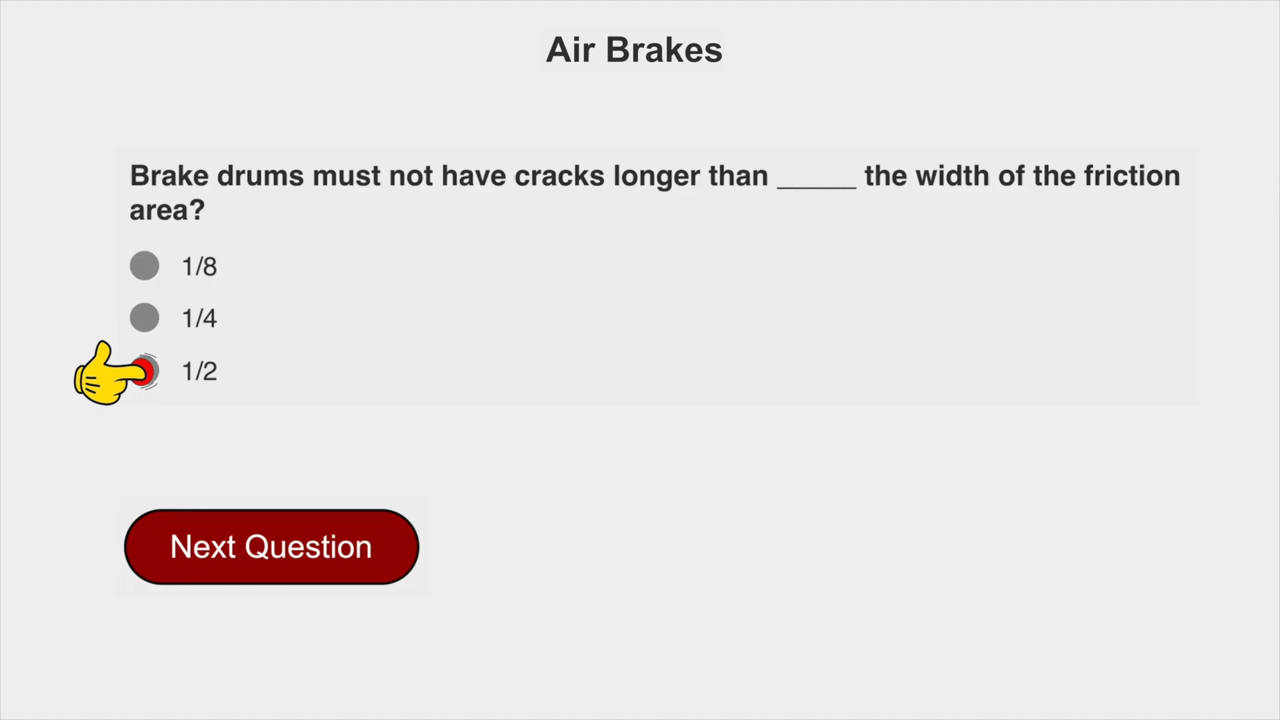 Air Brakes
Brake drums must not have cracks longer than _____ the width of the friction
area?
1/8
1/4
1/2
Next Question